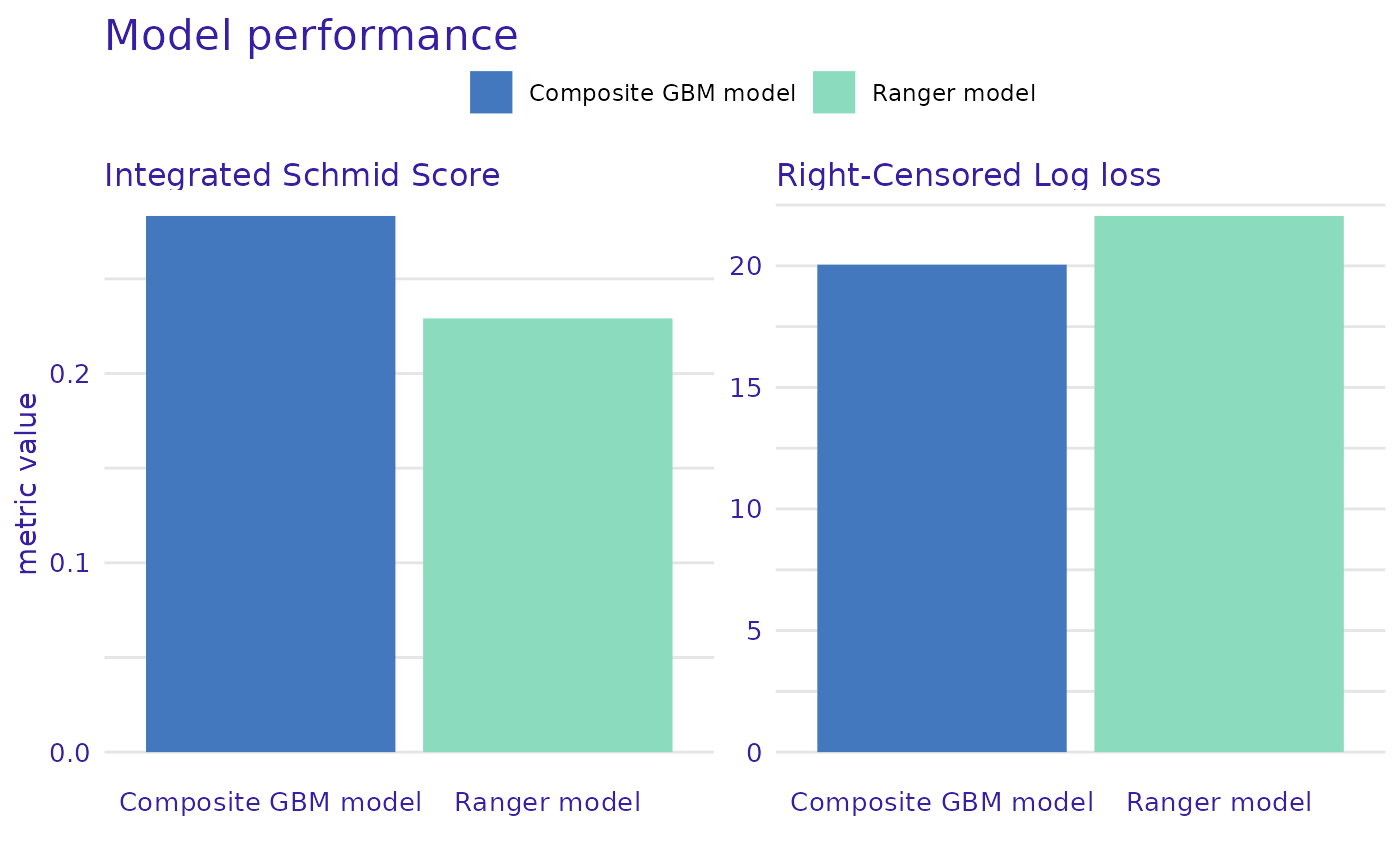 Model performance
Composite GBM model Ranger model
Integrated Schmid Score
metric value
0.2
0.1
0.0
Composite GBM model Ranger model
Right-Censored Log loss
20
15
10
5
0
Composite GBM model Ranger model